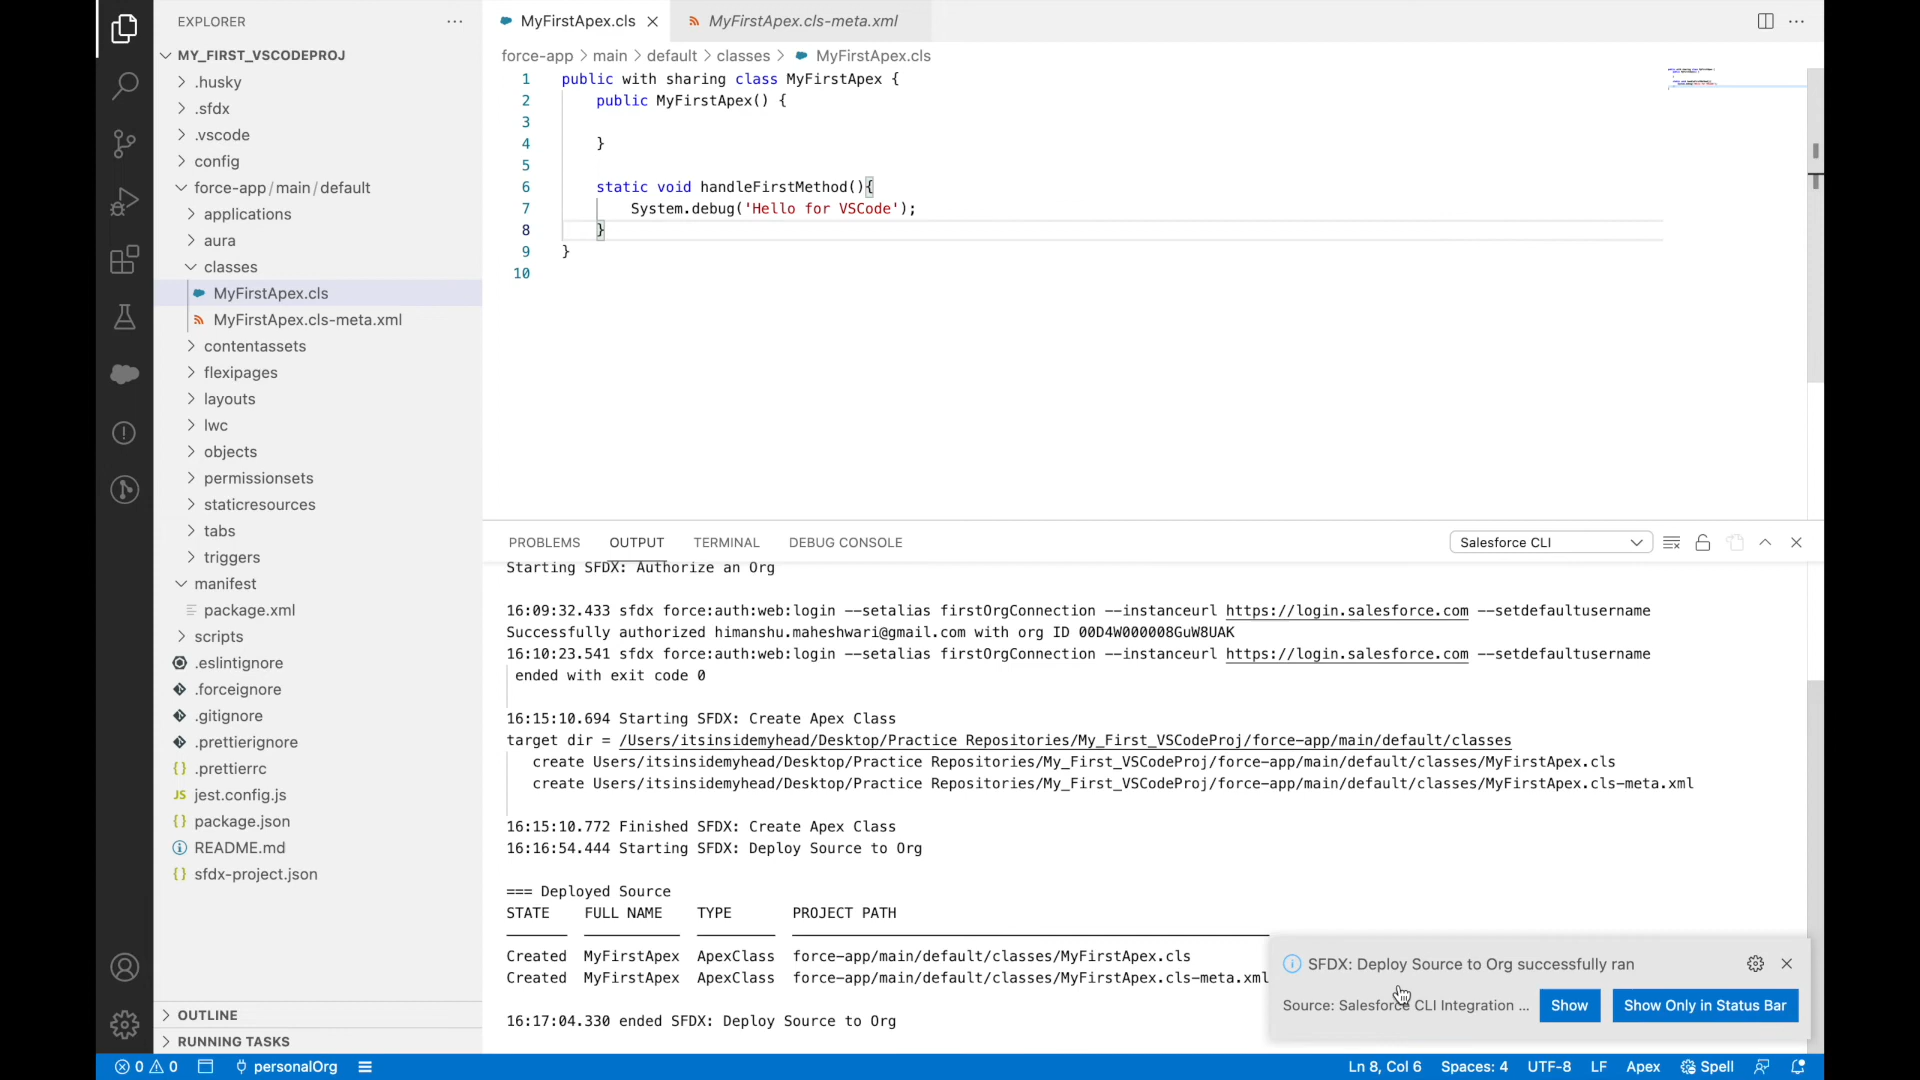 EXPLORER
MY_FIRST_VSCODEPROJ
.husky
.sfdx
.vscode
config
force-app/main/default
applications
aura
classes
MyFirstApex.cls
MyFirstApex.cls-meta.xml
contentassets
flexipages
layouts
lwc
objects
permissionsets
staticresources
tabs
triggers
manifest
package.xml
scripts
.eslintignore
.forceignore
.gitignore
.prettierignore
{} .prettierrc
JS jest.config.js
{} package.json
README.md
{} sfdx-project.json
OUTLINE
RUNNING TASKS
MyFirstApex.cls
MyFirstApex.cls-meta.xml
force-app > main > default > classes > MyFirstApex.cls
1 public with sharing class MyFirstApex {
2 public MyFirstApex() {
3
4 }
5
6 static void handleFirstMethod(){
7 System.debug('Hello for VSCode');
8 }
9 }
10
PROBLEMS OUTPUT TERMINAL DEBUG CONSOLE
Salesforce CLI
Starting SFDX: Authorize an Org
16:09:32.433 sfdx force:auth:web:login --setalias firstOrgConnection --instanceurl https://login.salesforce.com --setdefaultusername
Successfully authorized himanshu.maheshwari@gmail.com with org ID 00D4W000008GuW8UAK
16:10:23.541 sfdx force:auth:web:login --setalias firstOrgConnection --instanceurl https://login.salesforce.com --setdefaultusername
ended with exit code 0
16:15:10.694 Starting SFDX: Create Apex Class
target dir = /Users/itsinsidemyhead/Desktop/Practice Repositories/My_First_VSCodeProj/force-app/main/default/classes
create Users/itsinsidemyhead/Desktop/Practice Repositories/My_First_VSCodeProj/force-app/main/default/classes/MyFirstApex.cls
create Users/itsinsidemyhead/Desktop/Practice Repositories/My_First_VSCodeProj/force-app/main/default/classes/MyFirstApex.cls-meta.xml
16:15:10.772 Finished SFDX: Create Apex Class
16:16:54.444 Starting SFDX: Deploy Source to Org
=== Deployed Source
STATE FULL NAME TYPE PROJECT PATH
Created MyFirstApex ApexClass force-app/main/default/classes/MyFirstApex.cls
Created MyFirstApex ApexClass force-app/main/default/classes/MyFirstApex.cls-meta.xml
16:17:04.330 ended SFDX: Deploy Source to Org
SFDX: Deploy Source to Org successfully ran
Source: Salesforce CLI Integration ... Show Show Only in Status Bar
0 0 personalOrg Ln 8, Col 6 Spaces: 4 UTF-8 LF Apex Spell